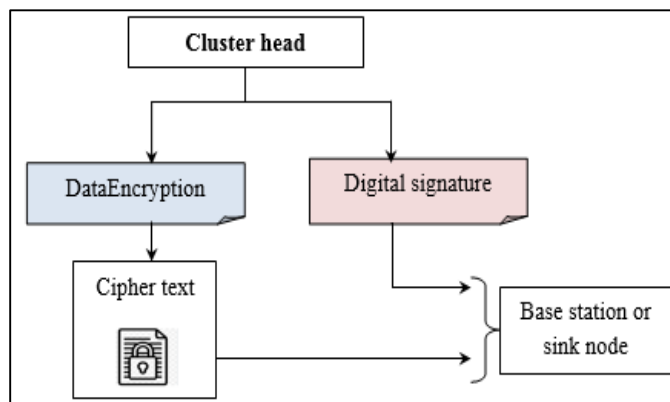 Cluster head
DataEncryption
Digital signature
Cipher text
Base station or
sink node